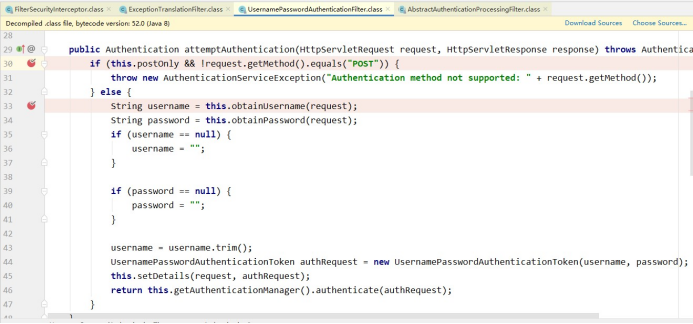 FilterSecurityInterceptor.class × ExceptionTranslationFilter.class × UsernamePasswordAuthenticationFilter.class × AbstractAuthenticationProcessingFilter.class ×
Decompiled .class file, bytecode version: 52.0 (Java 8) Download Sources Choose Sources...
28
29 @ public Authentication attemptAuthentication(HttpServletRequest request, HttpServletResponse response) throws Authentica
30 if (this.postOnly && !request.getMethod().equals("POST")) {
31 throw new AuthenticationServiceException("Authentication method not supported: " + request.getMethod());
32 } else {
33 String username = this.obtainUsername(request);
34 String password = this.obtainPassword(request);
35 if (username == null) {
36 username = "";
37 }
38
39 if (password == null) {
40 password = "";
41 }
42
43 username = username.trim();
44 UsernamePasswordAuthenticationToken authRequest = new UsernamePasswordAuthenticationToken(username, password);
45 this.setDetails(request, authRequest);
46 return this.getAuthenticationManager().authenticate(authRequest);
47 }
48 }